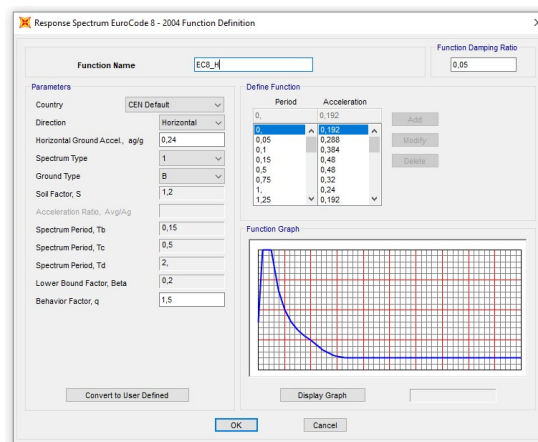 Response Spectrum EuroCode 8 - 2004 Function Definition
Function Damping Ratio
Function Name EC8_H 0,05
Parameters
Country CEN Default
Direction Horizontal
Horizontal Ground Accel., ag/g 0,24
Spectrum Type 1
Ground Type B
Soil Factor, S 1,2
Acceleration Ratio, Avg/Ag
Spectrum Period, Tb 0,15
Spectrum Period, Tc 0,5
Spectrum Period, Td 2,
Lower Bound Factor, Beta 0,2
Behavior Factor, q 1,5
Convert to User Defined
Define Function
Period Acceleration
0, 0,192 Add
0, 0,192
0,05 0,288 Modify
0,1 0,384
0,15 0,48 Delete
0,5 0,48
0,75 0,32
1, 0,24
1,25 0,192
Function Graph
Display Graph
OK Cancel